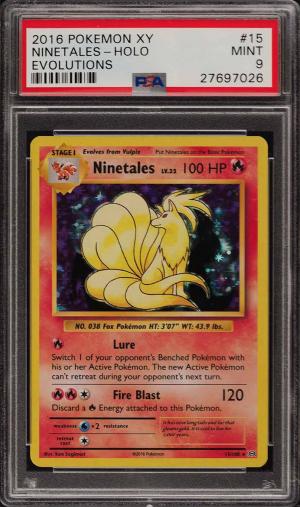 2016 POKEMON XY #15
NINETALES - HOLO MINT
EVOLUTIONS 9
PSA 27697026
STAGE 1 Evolves from Vulpix Put Ninetales on the Basic Pokémon
Ninetales LV.32 100 HP
NO. 038 Fox Pokémon HT: 3'07" WT: 43.9 lbs.
Lure
Switch 1 of your opponent's Benched Pokémon with
his or her Active Pokémon. The new Active Pokémon
can't retreat during your opponent's next turn.
Fire Blast 120
Discard a Energy attached to this Pokémon.
weakness ×2 resistance
retreat
cost
Illus. Ken Sugimori ©2016 Pokémon